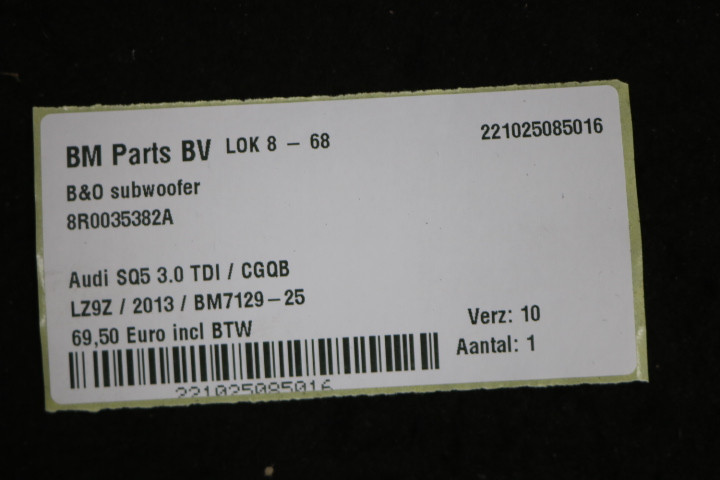 BM Parts BV LOK 8 – 68 221025085016
B&O subwoofer
8R0035382A
Audi SQ5 3.0 TDI / CGQB
LZ9Z / 2013 / BM7129–25
69,50 Euro incl BTW
Verz: 10
Aantal: 1
221025085016